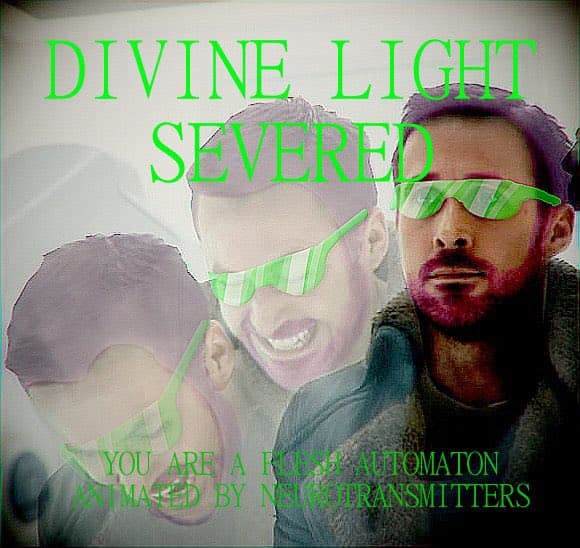 DIVINE LIGHT
SEVERED
YOU ARE A FLESH AUTOMATON
ANIMATED BY NEUROTRANSMITTERS